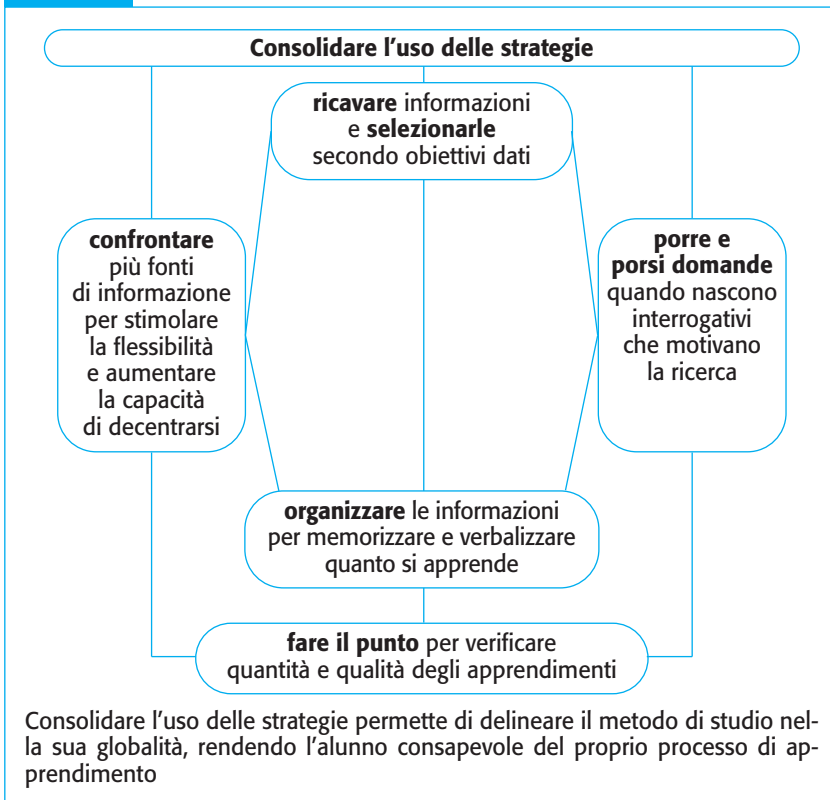 Consolidare l'uso delle strategie
ricavare informazioni
e selezionarle
secondo obiettivi dati
confrontare
più fonti
di informazione
per stimolare
la flessibilità
e aumentare
la capacità
di decentrarsi
porre e
porsi domande
quando nascono
interrogativi
che motivano
la ricerca
organizzare le informazioni
per memorizzare e verbalizzare
quanto si apprende
fare il punto per verificare
quantità e qualità degli apprendimenti
Consolidare l'uso delle strategie permette di delineare il metodo di studio nel-
la sua globalità, rendendo l'alunno consapevole del proprio processo di ap-
prendimento